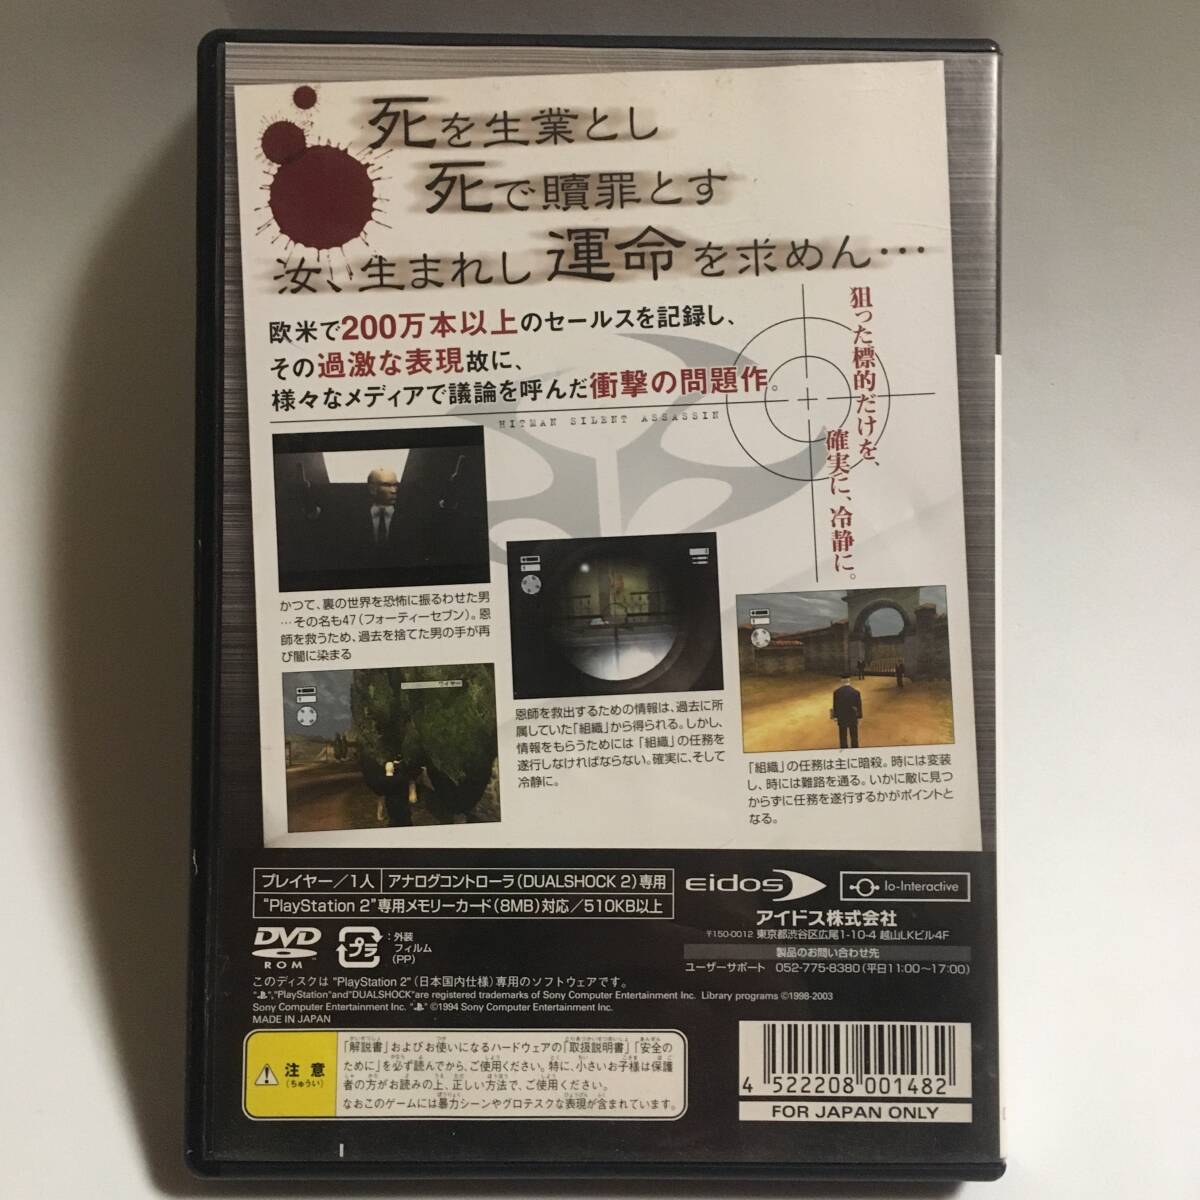 死を生業とし
死で贖罪とす
汝、生まれし運命を求めん…
欧米で200万本以上のセールスを記録し、
その過激な表現故に、
様々なメディアで議論を呼んだ衝撃の問題作。
HITMAN SILENT ASSASSIN
狙った標的だけを、
確実に、冷静に。
かつて、裏の世界を恐怖に振るわせた男
…その名も47(フォーティーセブン)。恩
師を救うため、過去を捨てた男の手が再
び闇に染まる
恩師を救出するための情報は、過去に所
属していた「組織」から得られる。しかし、
情報をもらうためには「組織」の任務を
遂行しなければならない。確実に、そして
冷静に。
「組織」の任務は主に暗殺。時には変装
し、時には難路を通る。いかに敵に見つ
からずに任務を遂行するかがポイントと
なる。
プレイヤー/1人
アナログコントローラ(DUALSHOCK 2)専用
"PlayStation 2"専用メモリーカード(8MB)対応/510KB以上
eidos
Io-Interactive
アイドス株式会社
〒150-0012 東京都渋谷区広尾1-10-4 越山LKビル4F
製品のお問い合わせ先
ユーザーサポート 052-775-8380(平日11:00~17:00)
DVD
ROM
プラ
:外装
フィルム
(PP)
このディスクは "PlayStation 2"(日本国内仕様)専用のソフトウェアです。
" ","PlayStation"and"DUALSHOCK"are registered trademarks of Sony Computer Entertainment Inc. Library programs ©1998-2003
Sony Computer Entertainment Inc. " " ©1994 Sony Computer Entertainment Inc.
MADE IN JAPAN
注意
(ちゅうい)
「解説書」およびお使いになるハードウェアの「取扱説明書」「安全の
ために」を必ず読んでから、ご使用ください。特に、小さいお子様は保護
者の方がお読みの上、正しい方法で、ご使用ください。
なおこのゲームには暴力シーンやグロテスクな表現が含まれています。
4 522208 001482
FOR JAPAN ONLY